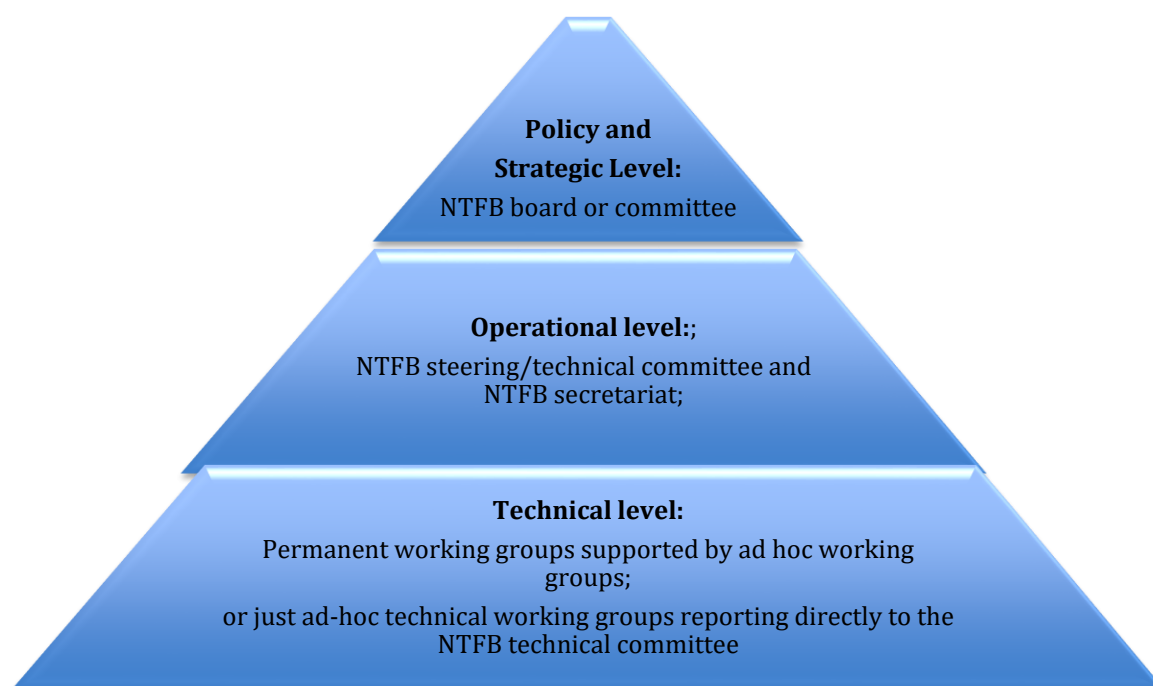 Policy and
Strategic Level:
NTFB board or committee
Operational level:;
NTFB steering/technical committee and
NTFB secretariat;
Technical level:
Permanent working groups supported by ad hoc working
groups;
or just ad-hoc technical working groups reporting directly to the
NTFB technical committee